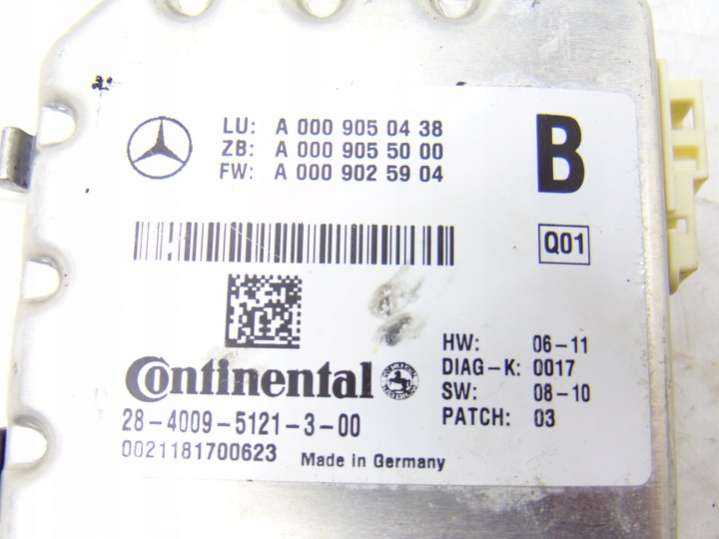 LU: A 000 905 04 38
ZB: A 000 905 50 00
FW: A 000 902 59 04
B
Q01
HW: 06-11
DIAG-K: 0017
SW: 08-10
PATCH: 03
Continental
28-4009-5121-3-00
0021181700623 Made in Germany